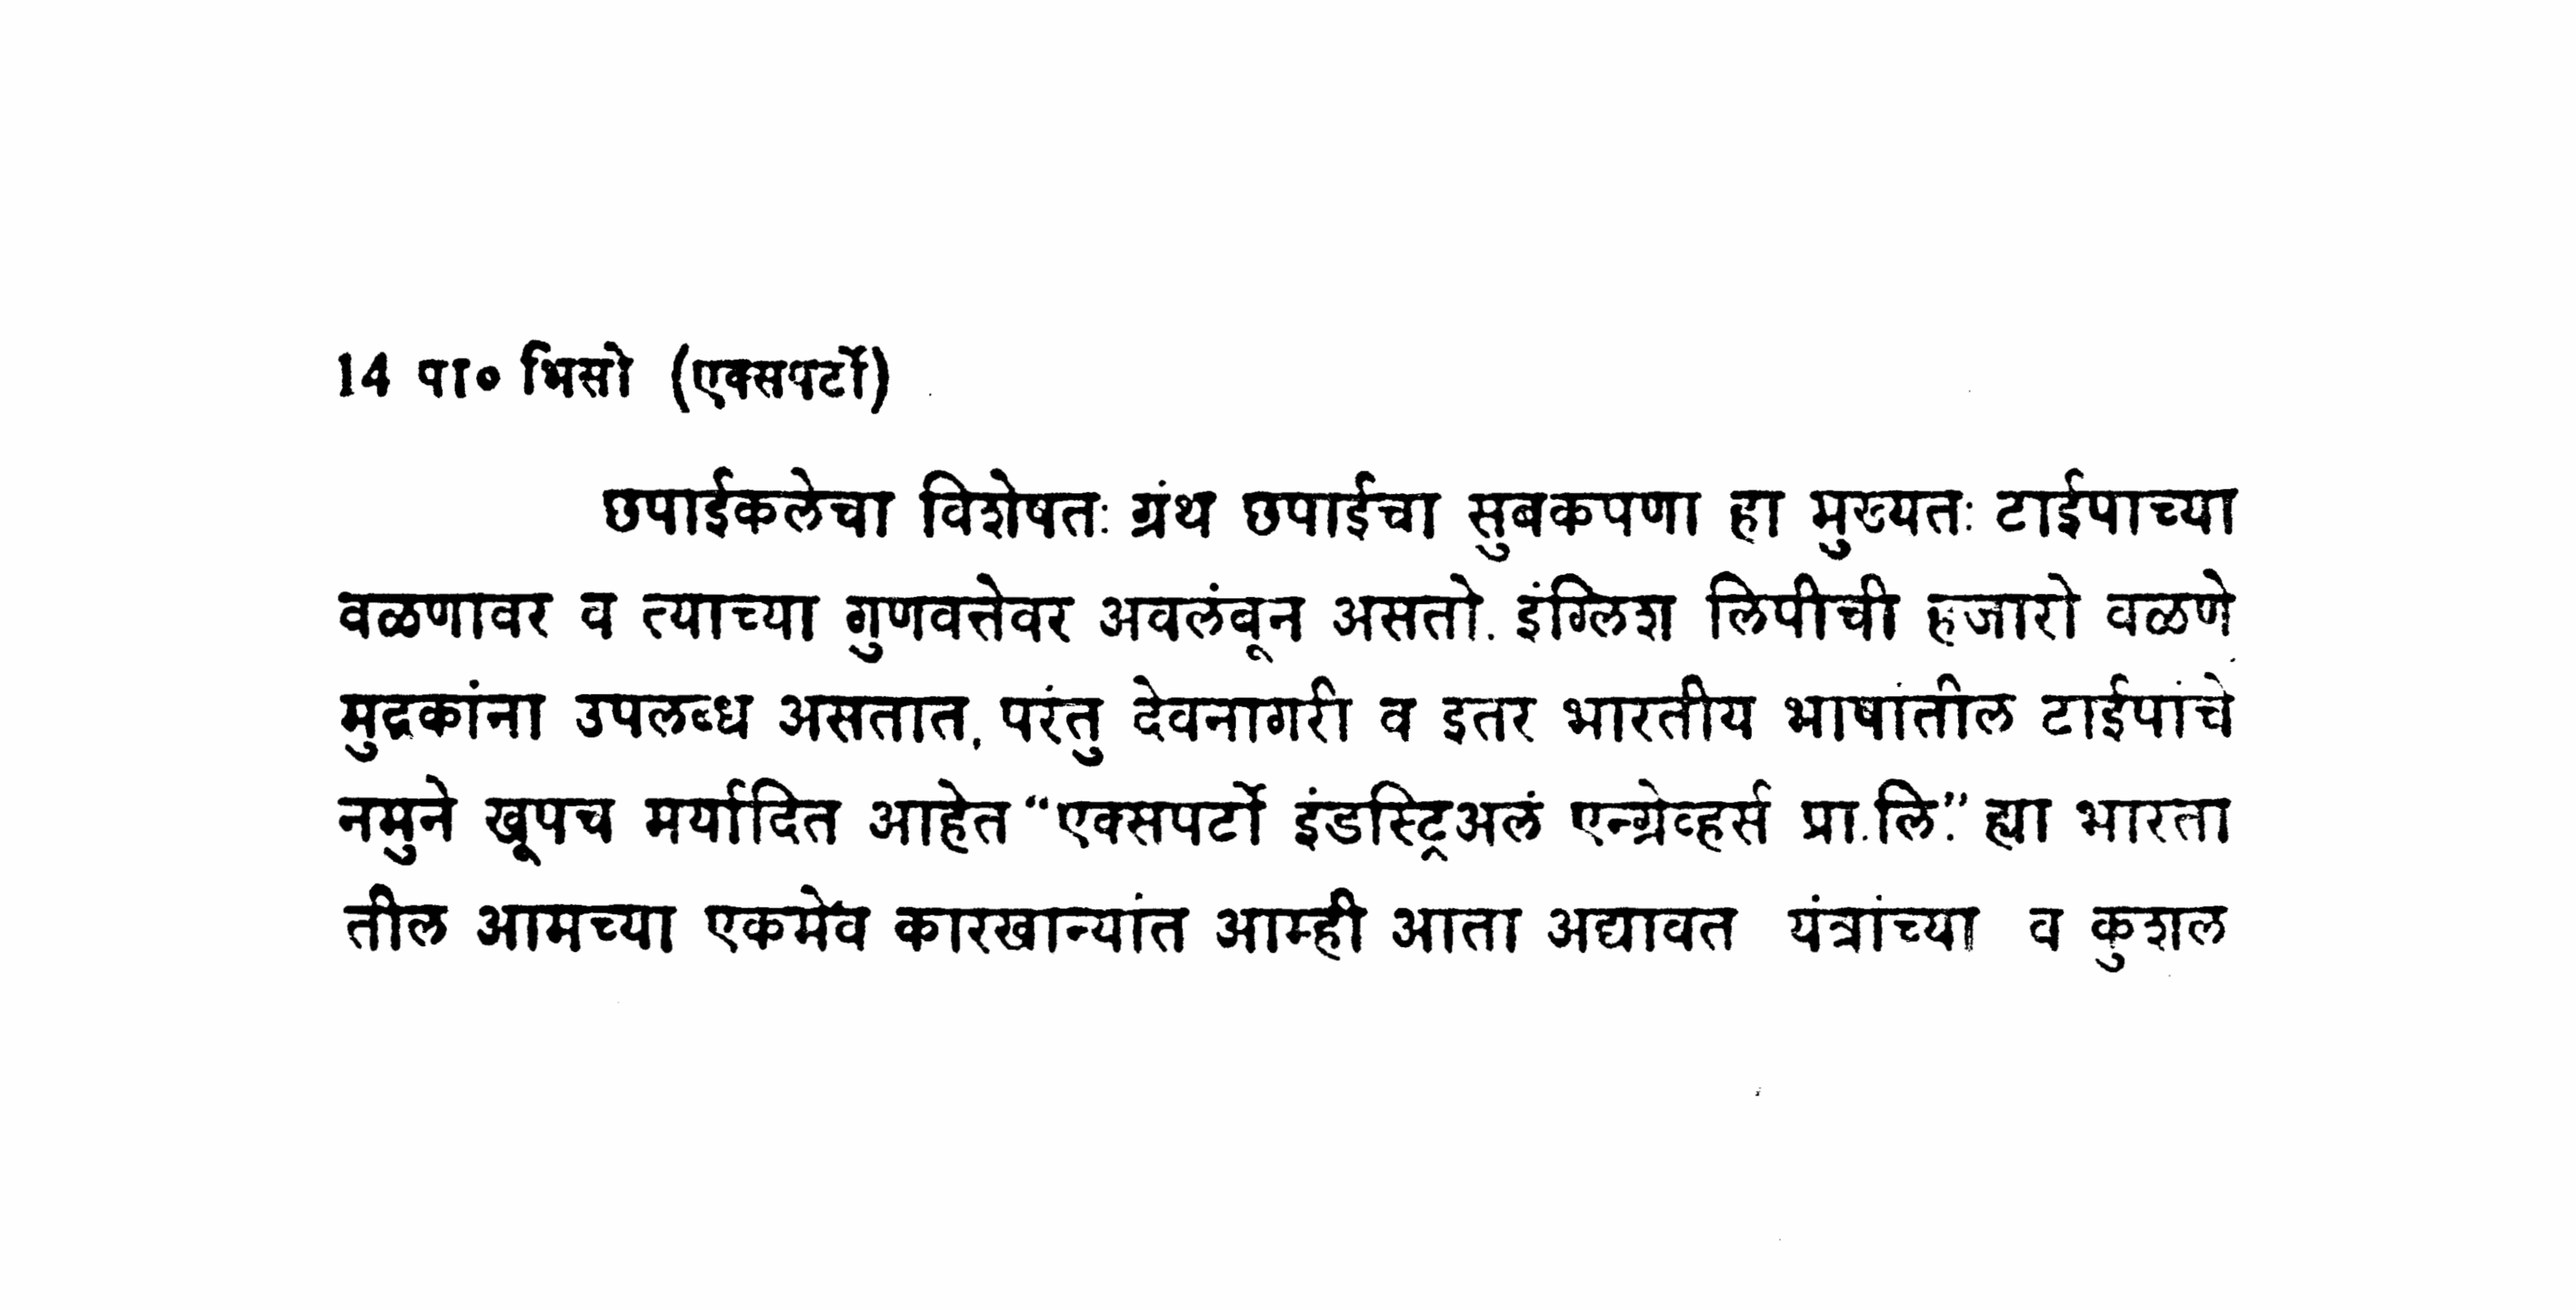 14 पा० भिसो (एक्सपर्टो)
छपाईकलेचा विशेषतः ग्रंथ छपाईचा सुबकपणा हा मुख्यतः टाईपाच्या
वळणावर व त्याच्या गुणवत्तेवर अवलंबून असतो. इंग्लिश लिपीची हजारो वळणे
मुद्रकांना उपलब्ध असतात, परंतु देवनागरी व इतर भारतीय भाषांतील टाईपांचे
नमुने खूपच मर्यादित आहेत “एक्सपर्टो इंडस्ट्रिअलं एन्ग्रेव्हर्स प्रा.लि.” ह्या भारता
तील आमच्या एकमेव कारखान्यांत आम्ही आता अद्यावत यंत्रांच्या व कुशल